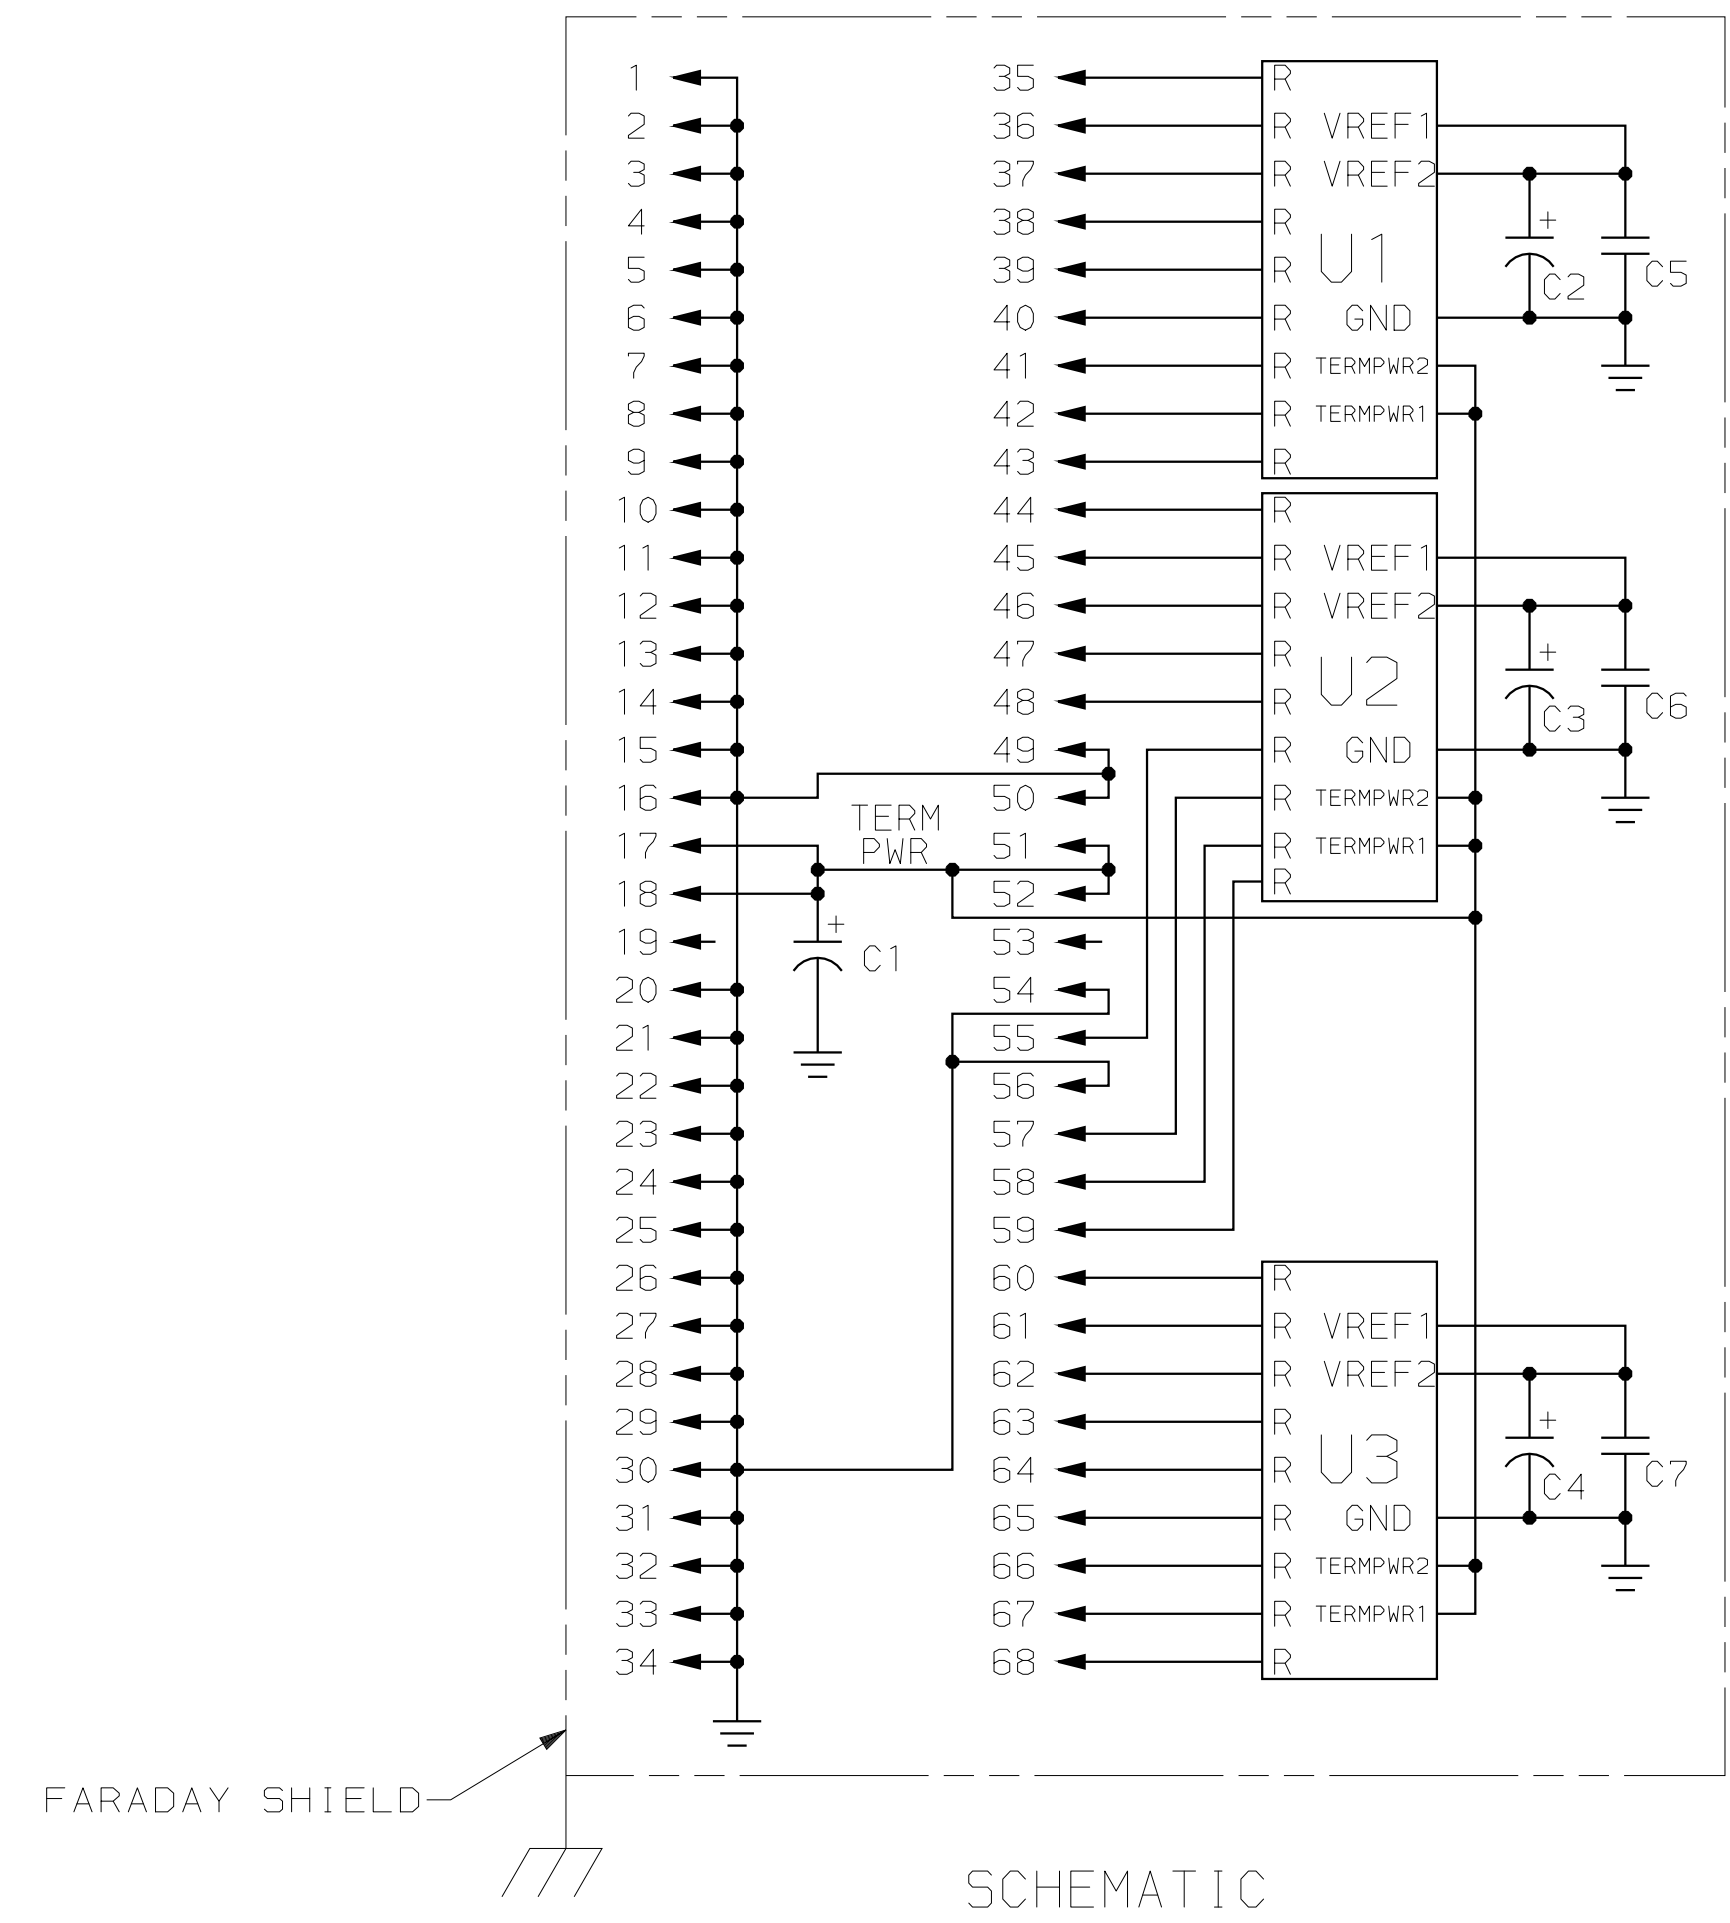 1 35 R
2 36 R VREF1
3 37 R VREF2
4 38 R +
U1
5 39 R C2 C5
6 40 R GND
7 41 R TERMPWR2
8 42 R TERMPWR1
9 43 R
10 44 R
11 45 R VREF1
12 46 R VREF2
13 47 R +
U2
14 48 R C3 C6
15 49 R GND
16 50 R TERMPWR2
TERM
PWR
17 51 R TERMPWR1
18 52 R
+
19 53
C1
20 54
21 55
22 56
23 57
24 58
25 59
26 60 R
27 61 R VREF1
28 62 R VREF2
29 63 R +
U3
30 64 R C4 C7
31 65 R GND
32 66 R TERMPWR2
33 67 R TERMPWR1
34 68 R
FARADAY SHIELD
SCHEMATIC